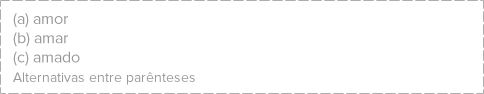 (a) amor
(b) amar
(c) amado
Alternativas entre parênteses